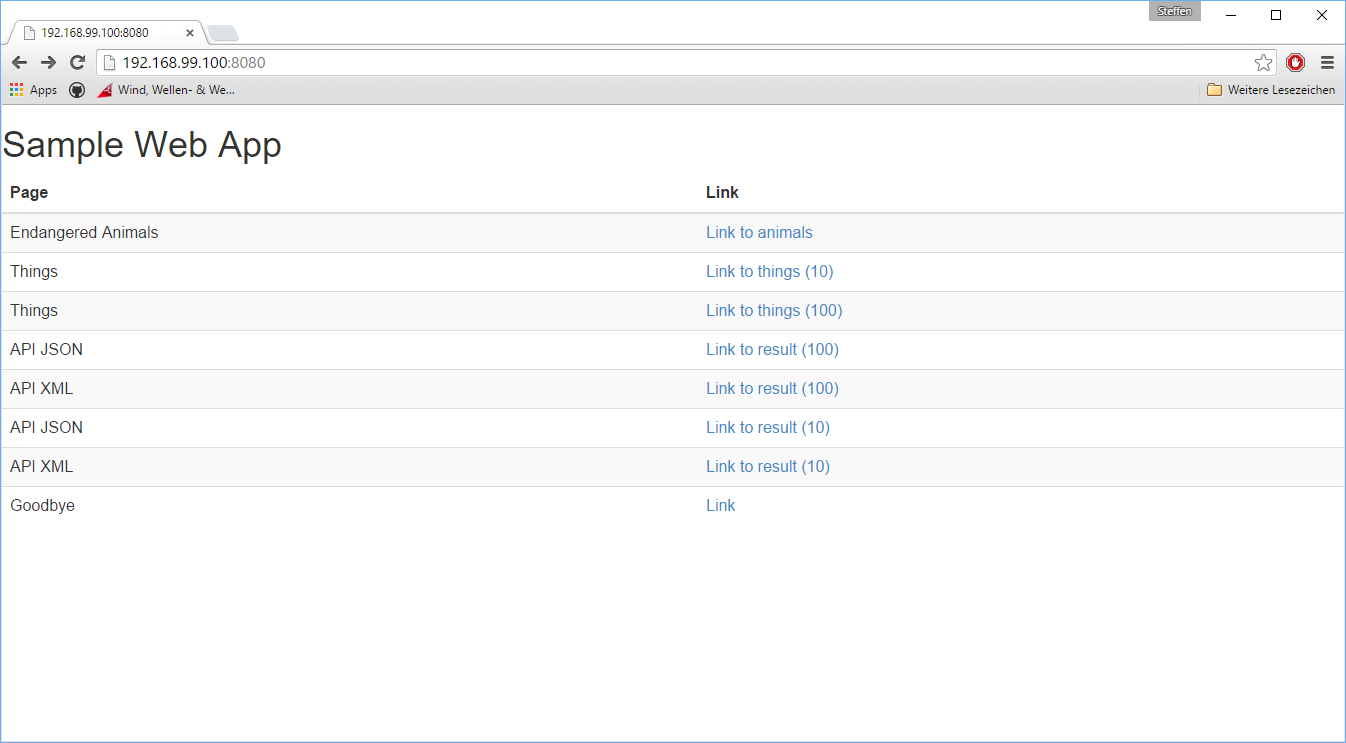 Steffen
192.168.99.100:8080
192.168.99.100:8080
Apps Wind, Wellen- & We... Weitere Lesezeichen
Sample Web App
Page Link
Endangered Animals Link to animals
Things Link to things (10)
Things Link to things (100)
API JSON Link to result (100)
API XML Link to result (100)
API JSON Link to result (10)
API XML Link to result (10)
Goodbye Link